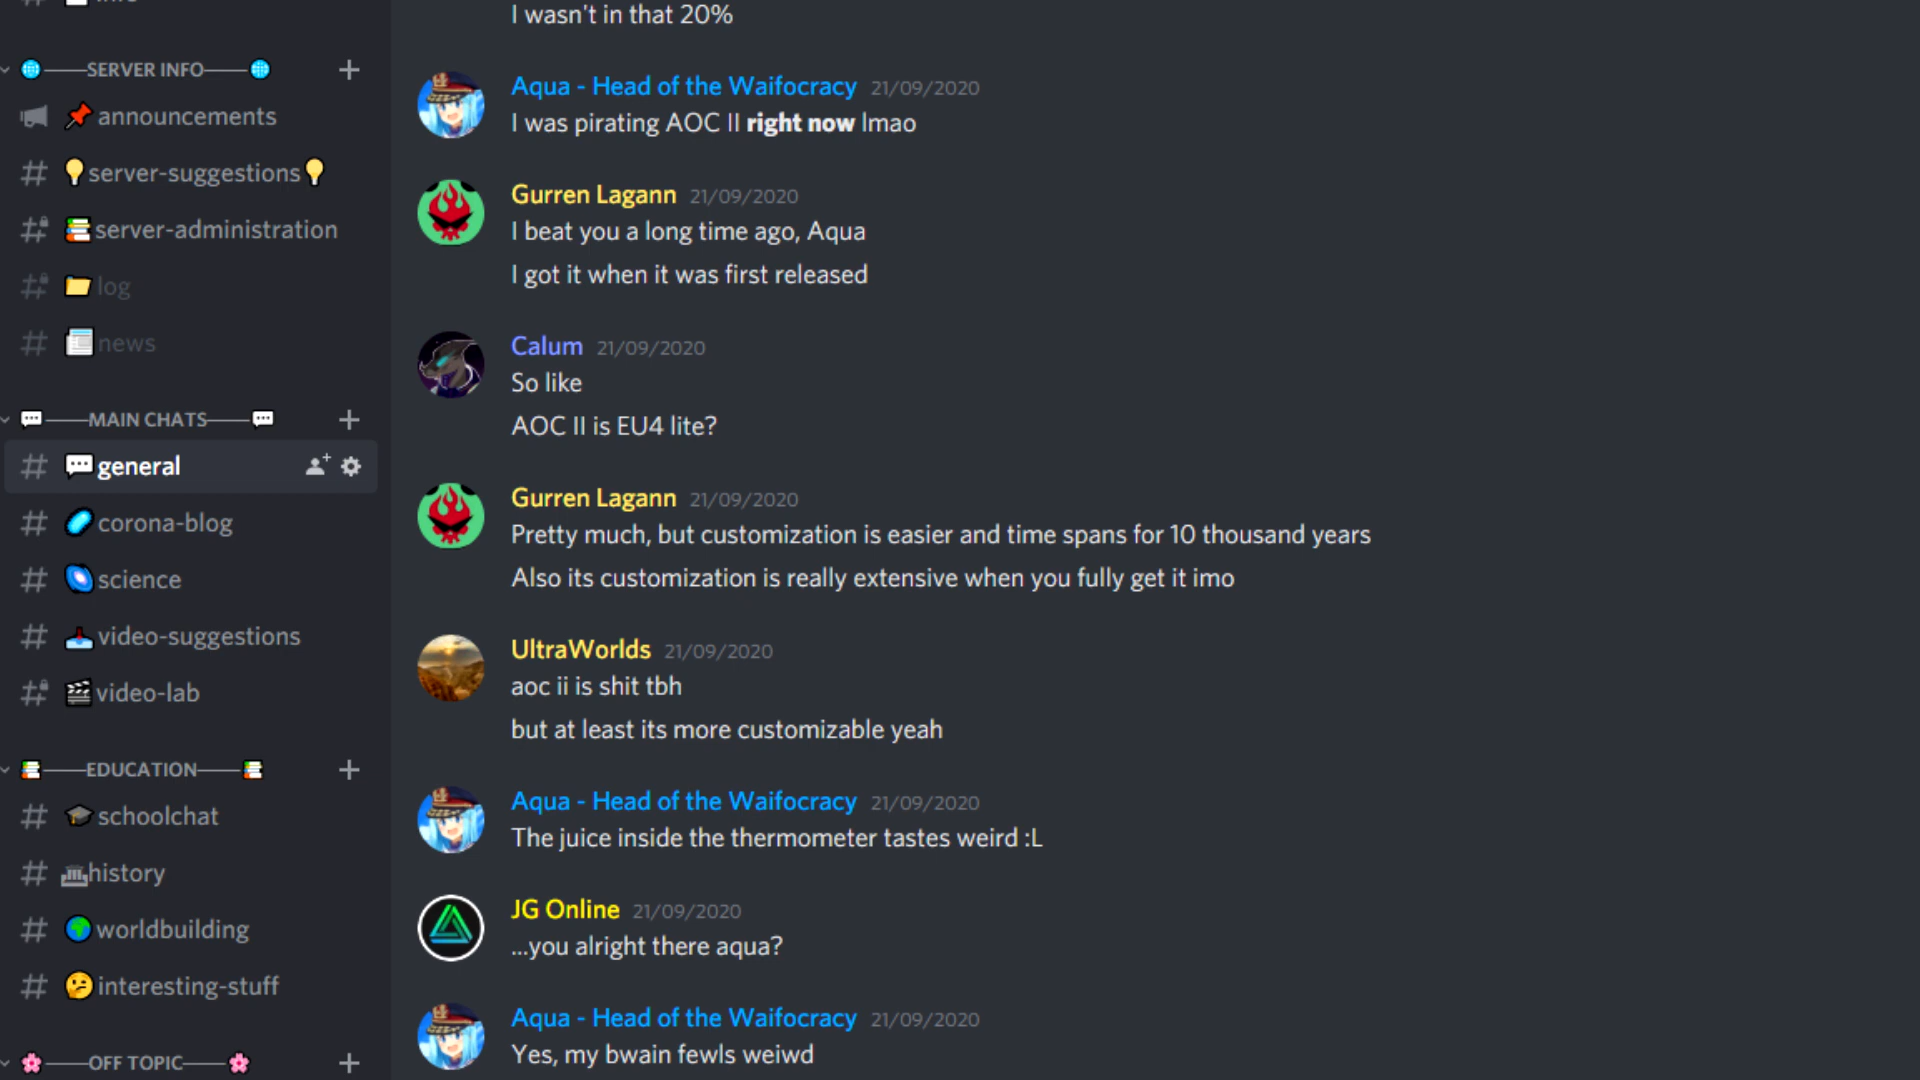 info
SERVER INFO
announcements
server-suggestions
server-administration
log
news
MAIN CHATS
general
corona-blog
science
video-suggestions
video-lab
EDUCATION
schoolchat
history
worldbuilding
interesting-stuff
OFF TOPIC
I wasn't in that 20%
Aqua - Head of the Waifocracy 21/09/2020
I was pirating AOC II right now lmao
Gurren Lagann 21/09/2020
I beat you a long time ago, Aqua
I got it when it was first released
Calum 21/09/2020
So like
AOC II is EU4 lite?
Gurren Lagann 21/09/2020
Pretty much, but customization is easier and time spans for 10 thousand years
Also its customization is really extensive when you fully get it imo
UltraWorlds 21/09/2020
aoc ii is shit tbh
but at least its more customizable yeah
Aqua - Head of the Waifocracy 21/09/2020
The juice inside the thermometer tastes weird :L
JG Online 21/09/2020
...you alright there aqua?
Aqua - Head of the Waifocracy 21/09/2020
Yes, my bwain fewls weiwd